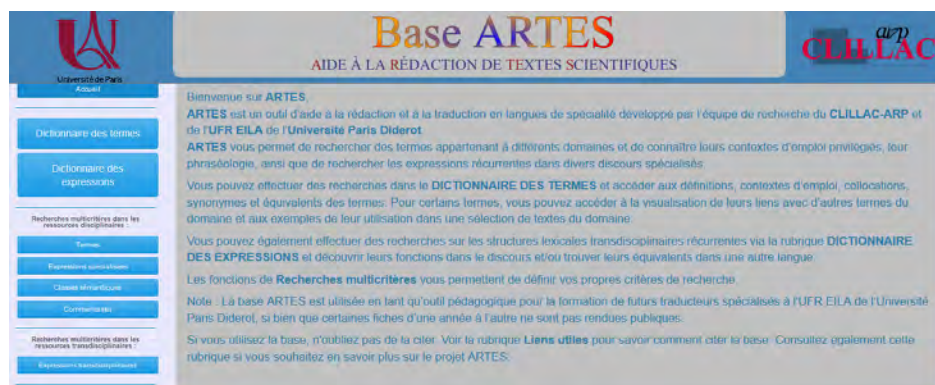 Base ARTES
AIDE À LA RÉDACTION DE TEXTES SCIENTIFIQUES
Université de Paris
arp
CLILLAC
Accueil
Dictionnaire des termes
Dictionnaire des
expressions
Recherches multicritères dans les
ressources disciplinaires :
Termes
Expressions
Classes
Commentaires
Recherches multicritères dans les
ressources transdisciplinaires :
Expressions transdisciplinaires
Bienvenue sur ARTES,
ARTES est un outil d'aide à la rédaction et à la traduction en langues de spécialité développé par l'équipe de recherche du CLILLAC-ARP et
de l'UFR EILA de l'Université Paris Diderot.
ARTES vous permet de rechercher des termes appartenant à différents domaines et de connaître leurs contextes d'emploi privilégiés, leur
phraséologie, ainsi que de rechercher les expressions récurrentes dans divers discours spécialisés.
Vous pouvez effectuer des recherches dans le DICTIONNAIRE DES TERMES et accéder aux définitions, contextes d'emploi, collocations,
synonymes et équivalents des termes. Pour certains termes, vous pouvez accéder à la visualisation de leurs liens avec d'autres termes du
domaine et aux exemples de leur utilisation dans une sélection de textes du domaine.
Vous pouvez également effectuer des recherches sur les structures lexicales transdisciplinaires récurrentes via la rubrique DICTIONNAIRE
DES EXPRESSIONS et découvrir leurs fonctions dans le discours et/ou trouver leurs équivalents dans une autre langue.
Les fonctions de Recherches multicritères vous permettent de définir vos propres critères de recherche.
Note : La base ARTES est utilisée en tant qu'outil pédagogique pour la formation de futurs traducteurs spécialisés à l'UFR EILA de l'Université
Paris Diderot, si bien que certaines fiches d'une année à l'autre ne sont pas rendues publiques.
Si vous utilisez la base, n'oubliez pas de la citer. Voir la rubrique Liens utiles pour savoir comment citer la base. Consultez également cette
rubrique si vous souhaitez en savoir plus sur le projet ARTES.